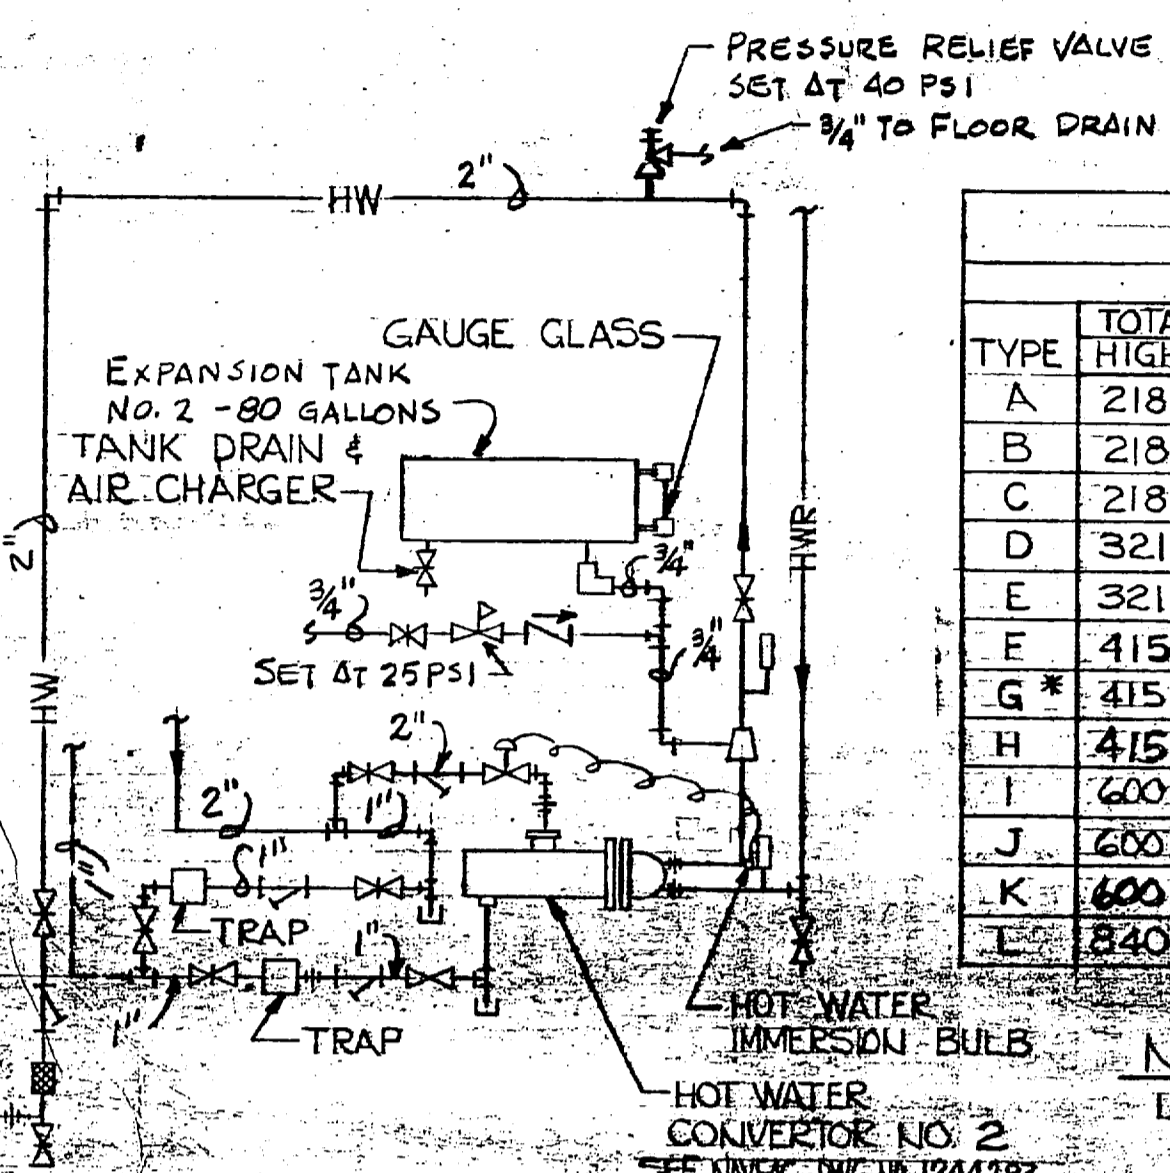 PRESSURE RELIEF VALVE
SET AT 40 PSI
3/4" TO FLOOR DRAIN
2"
HW
GAUGE GLASS
EXPANSION TANK
NO. 2 - 80 GALLONS
TANK DRAIN &
AIR CHARGER
2"
HWR
3/4"
3/4"
3/4"
SET AT 25 PSI
HW
2"
2"
1"
1"
1"
TRAP
1"
1"
TRAP
HOT WATER
IMMERSION BULB
HOT WATER
CONVERTOR NO. 2
TYPE
HIGH
A 218
B 218
C 218
D 321
E 321
E 415
G * 415
H 415
I 600
J 600
K 600
L 840